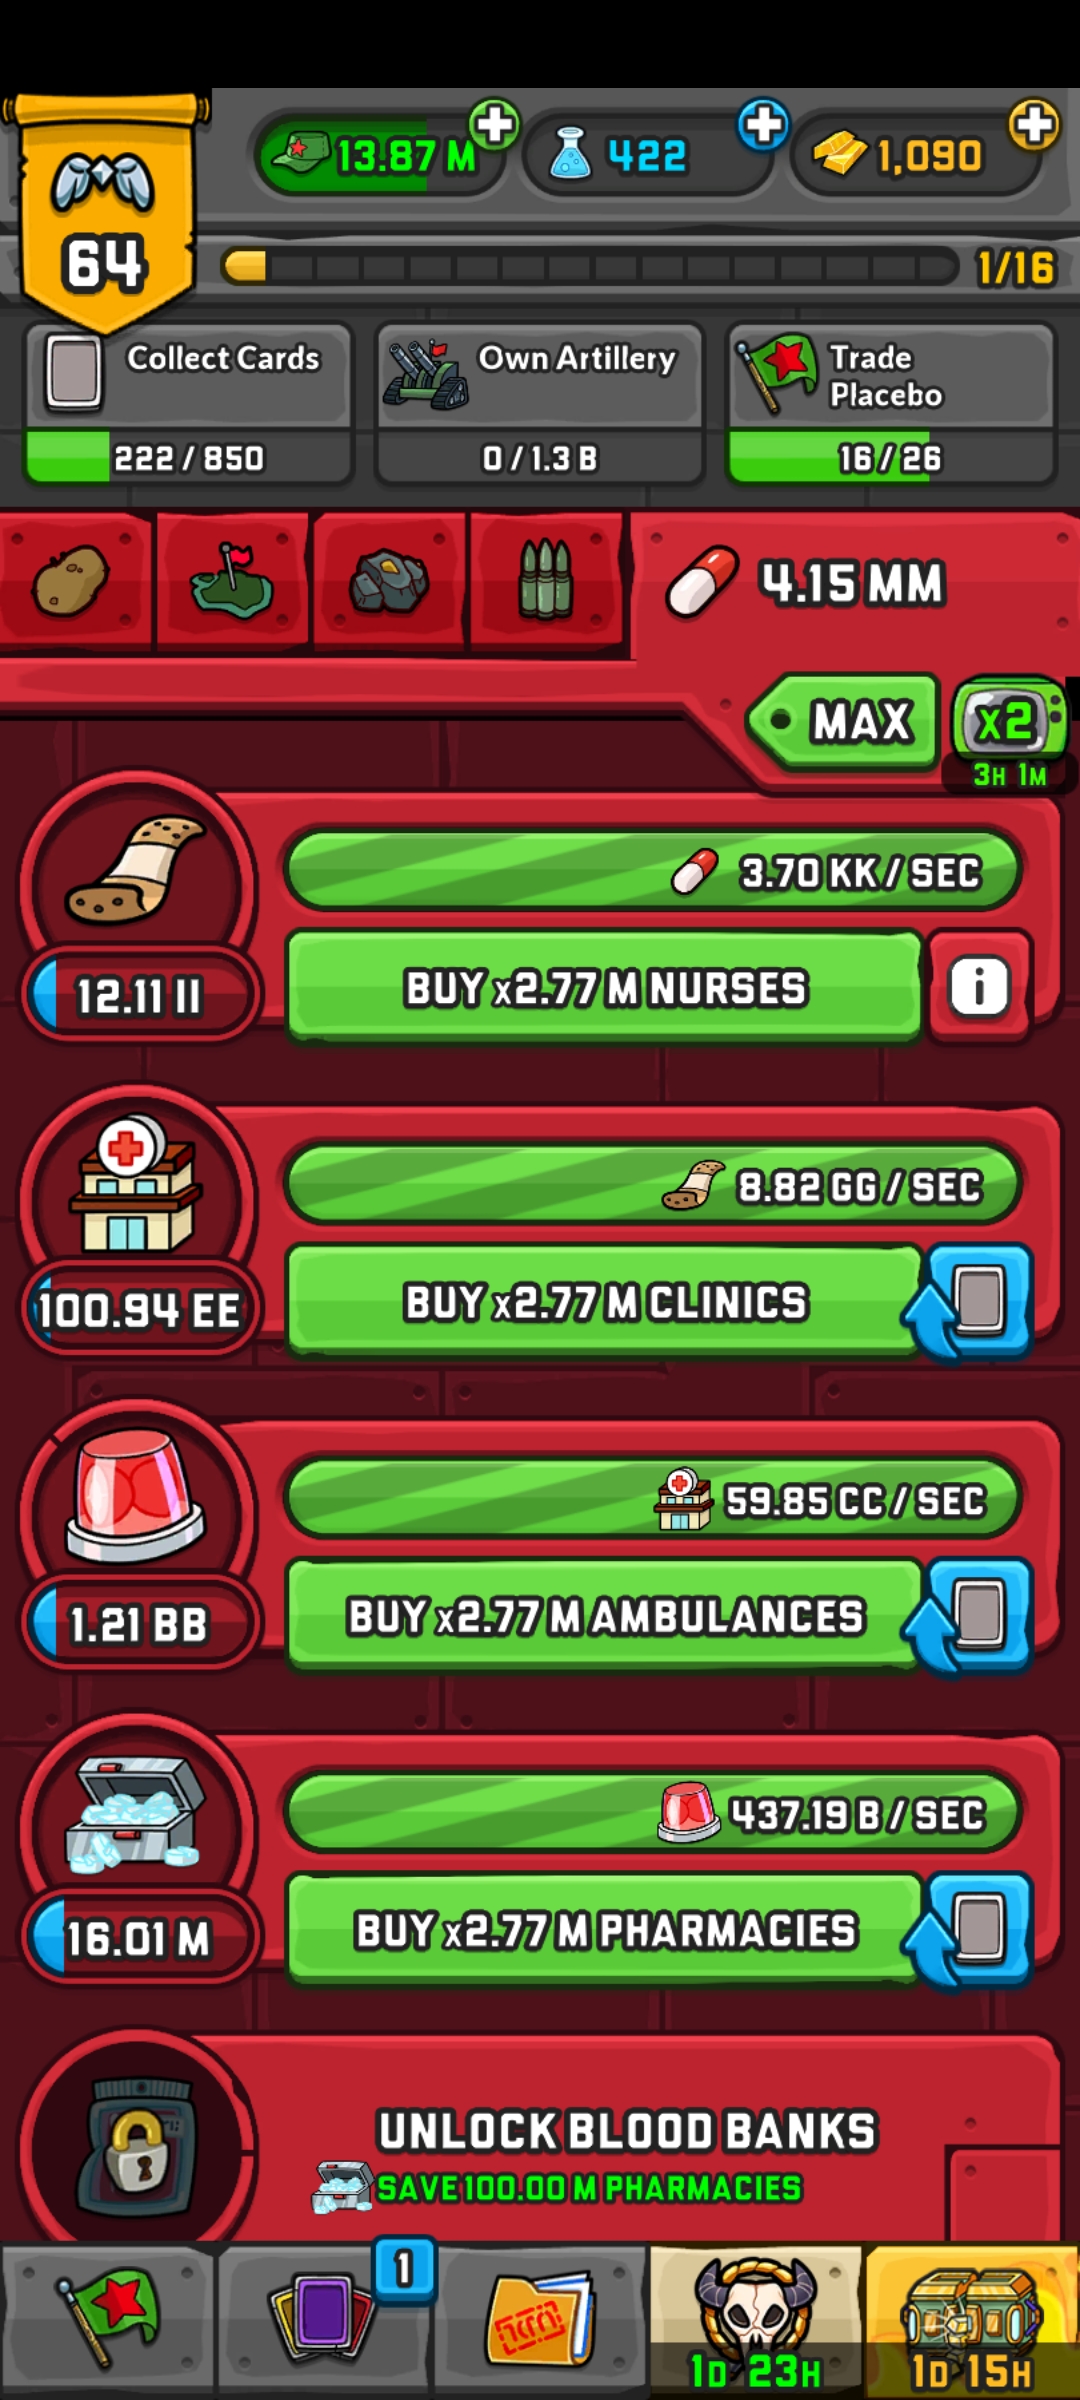 64
13.87 M
422
1,090
1/16
Collect Cards
222 / 850
Own Artillery
0 / 1.3 B
Trade
Placebo
16 / 26
4.15 MM
MAX
x2
3H 1M
3.70 KK / SEC
12.11 II
BUY x2.77 M NURSES
i
8.82 GG / SEC
100.94 EE
BUY x2.77 M CLINICS
59.85 CC / SEC
1.21 BB
BUY x2.77 M AMBULANCES
437.19 B / SEC
16.01 M
BUY x2.77 M PHARMACIES
UNLOCK BLOOD BANKS
SAVE 100.00 M PHARMACIES
1
1D 23H
1D 15H